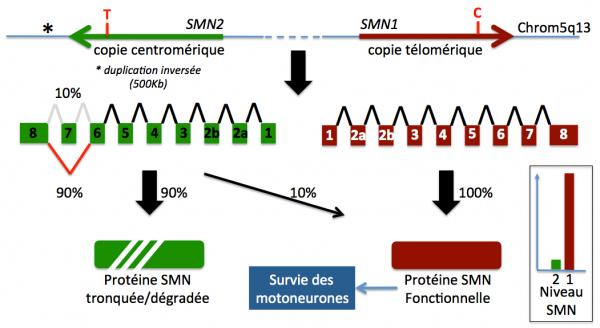 T
SMN2
SMN1
C
Chrom5q13
*
copie centromérique
copie télomérique
* duplication inversée
(500Kb)
10%
8 7 6 5 4 3 2b 2a 1
1 2a 2b 3 4 5 6 7 8
90%
90%
10%
100%
Protéine SMN
tronquée/dégradée
Survie des
motoneurones
Protéine SMN
Fonctionnelle
2 1
Niveau
SMN